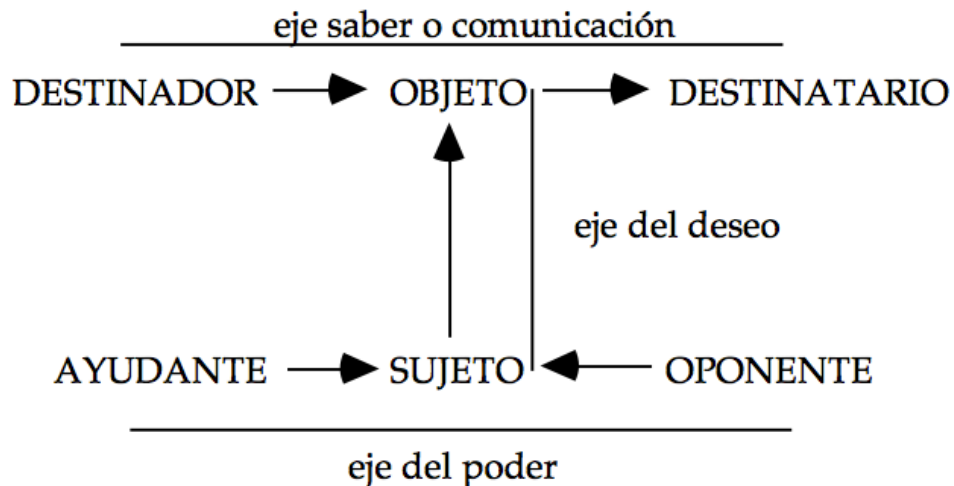 eje saber o comunicación
DESTINADOR OBJETO DESTINATARIO
eje del deseo
AYUDANTE SUJETO OPONENTE
eje del poder